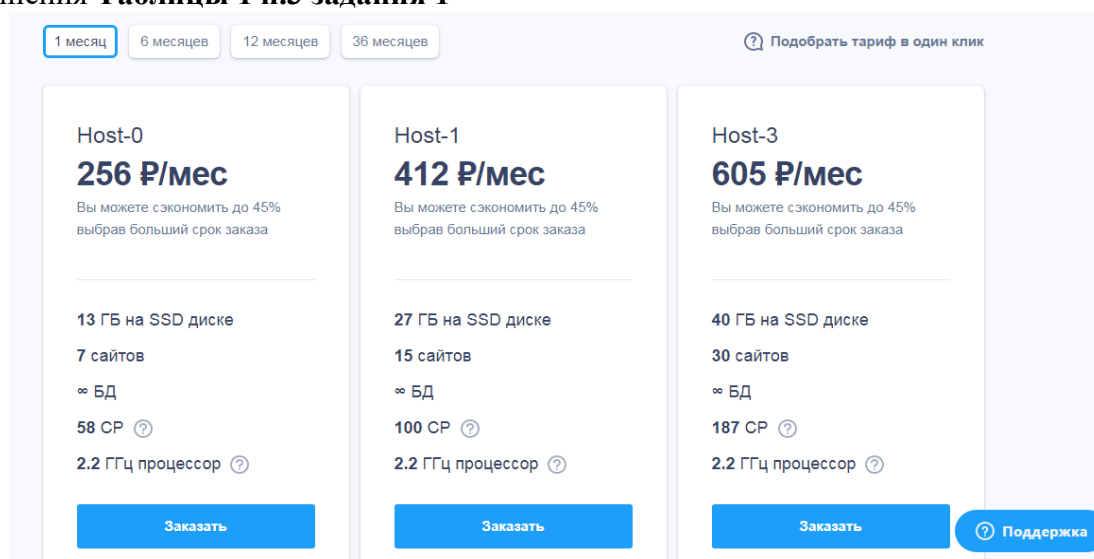 Таблицы 1 п.3 задания 1
1 месяц
6 месяцев
12 месяцев
36 месяцев
Подобрать тариф в один клик
Host-0
256 ₽/мес
Вы можете сэкономить до 45%
выбрав больший срок заказа
13 ГБ на SSD диске
7 сайтов
∞ БД
58 CP
2.2 ГГц процессор
Заказать
Host-1
412 ₽/мес
Вы можете сэкономить до 45%
выбрав больший срок заказа
27 ГБ на SSD диске
15 сайтов
∞ БД
100 CP
2.2 ГГц процессор
Заказать
Host-3
605 ₽/мес
Вы можете сэкономить до 45%
выбрав больший срок заказа
40 ГБ на SSD диске
30 сайтов
∞ БД
187 CP
2.2 ГГц процессор
Заказать
Поддержка